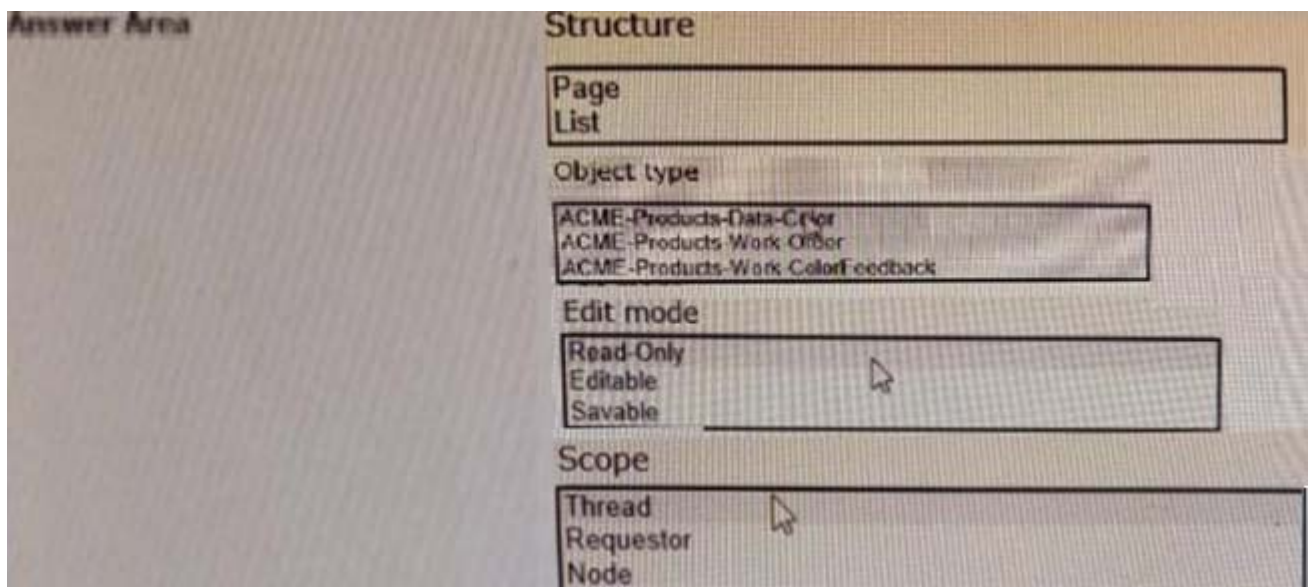 Answer Area
Structure
Page
List
Object type
ACME-Products-Data-Color
ACME-Products Work Order
ACME-Products-Work ColorFeedback
Edit mode
Read-Only
Editable
Savable
Scope
Thread
Requestor
Node